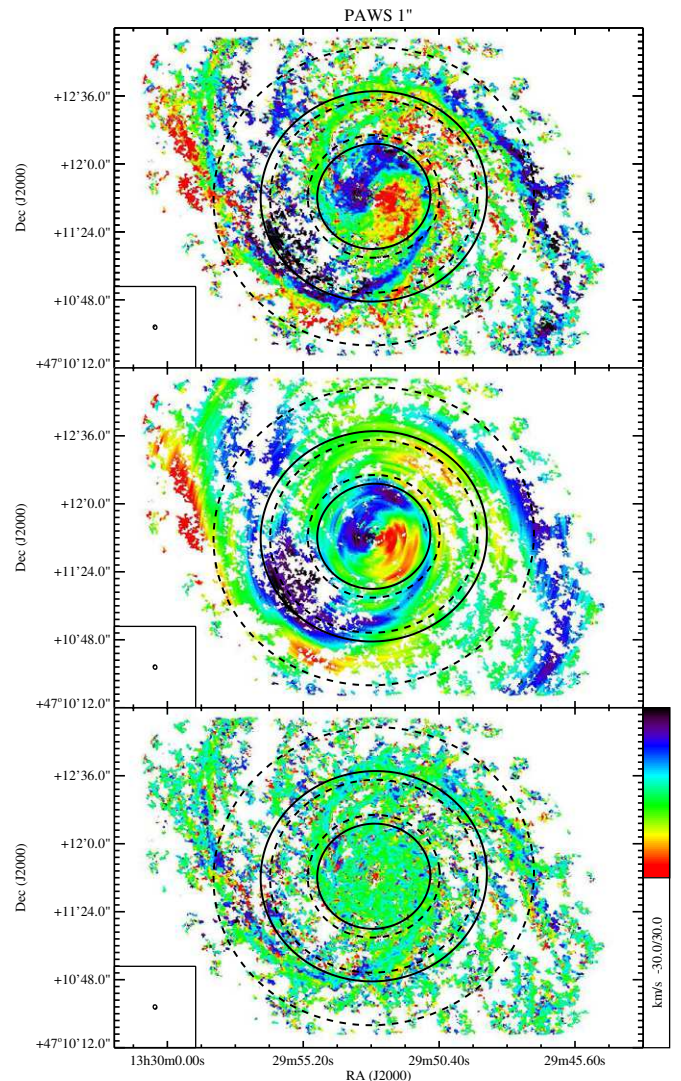 PAWS 1"
+12'36.0"
+12'0.0"
Dec (J2000)
+11'24.0"
+10'48.0"
+47°10'12.0"
+12'36.0"
+12'0.0"
Dec (J2000)
+11'24.0"
+10'48.0"
+47°10'12.0"
+12'36.0"
+12'0.0"
Dec (J2000)
+11'24.0"
+10'48.0"
+47°10'12.0"
km/s -30.0/30.0
13h30m0.00s 29m55.20s 29m50.40s 29m45.60s
RA (J2000)